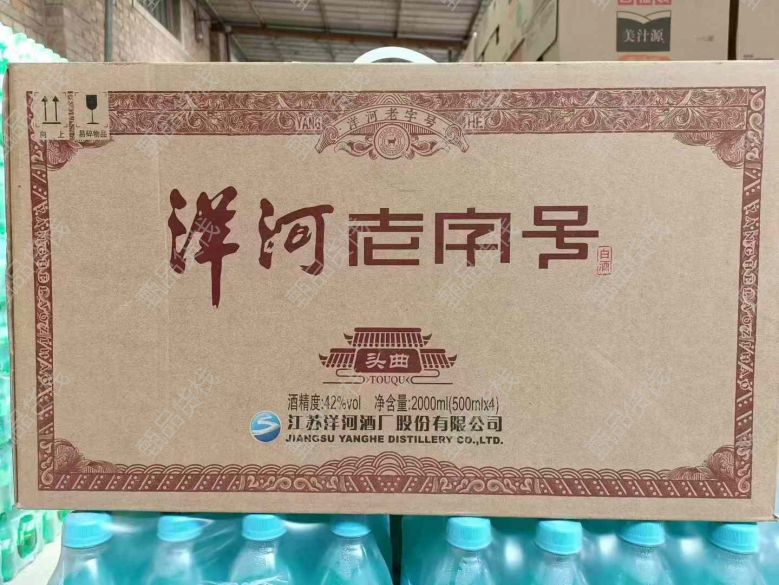 美汁源
向 上
易碎物品
YANG
洋河老字号
HE
洋河老字号
白酒
头曲
TOUQU
酒精度:42%vol 净含量:2000ml(500mlx4)
江苏洋河酒厂股份有限公司
JIANGSU YANGHE DISTILLERY CO.,LTD.